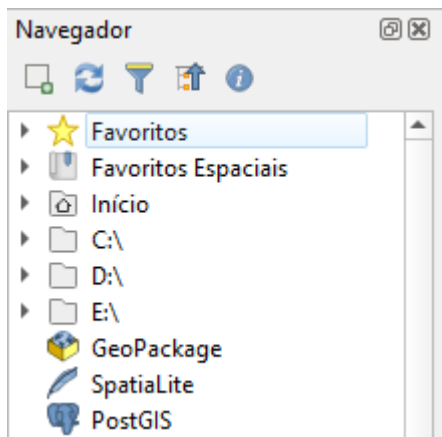 Navegador
Favoritos
Favoritos Espaciais
Início
C:\
D:\
E:\
GeoPackage
SpatiaLite
PostGIS